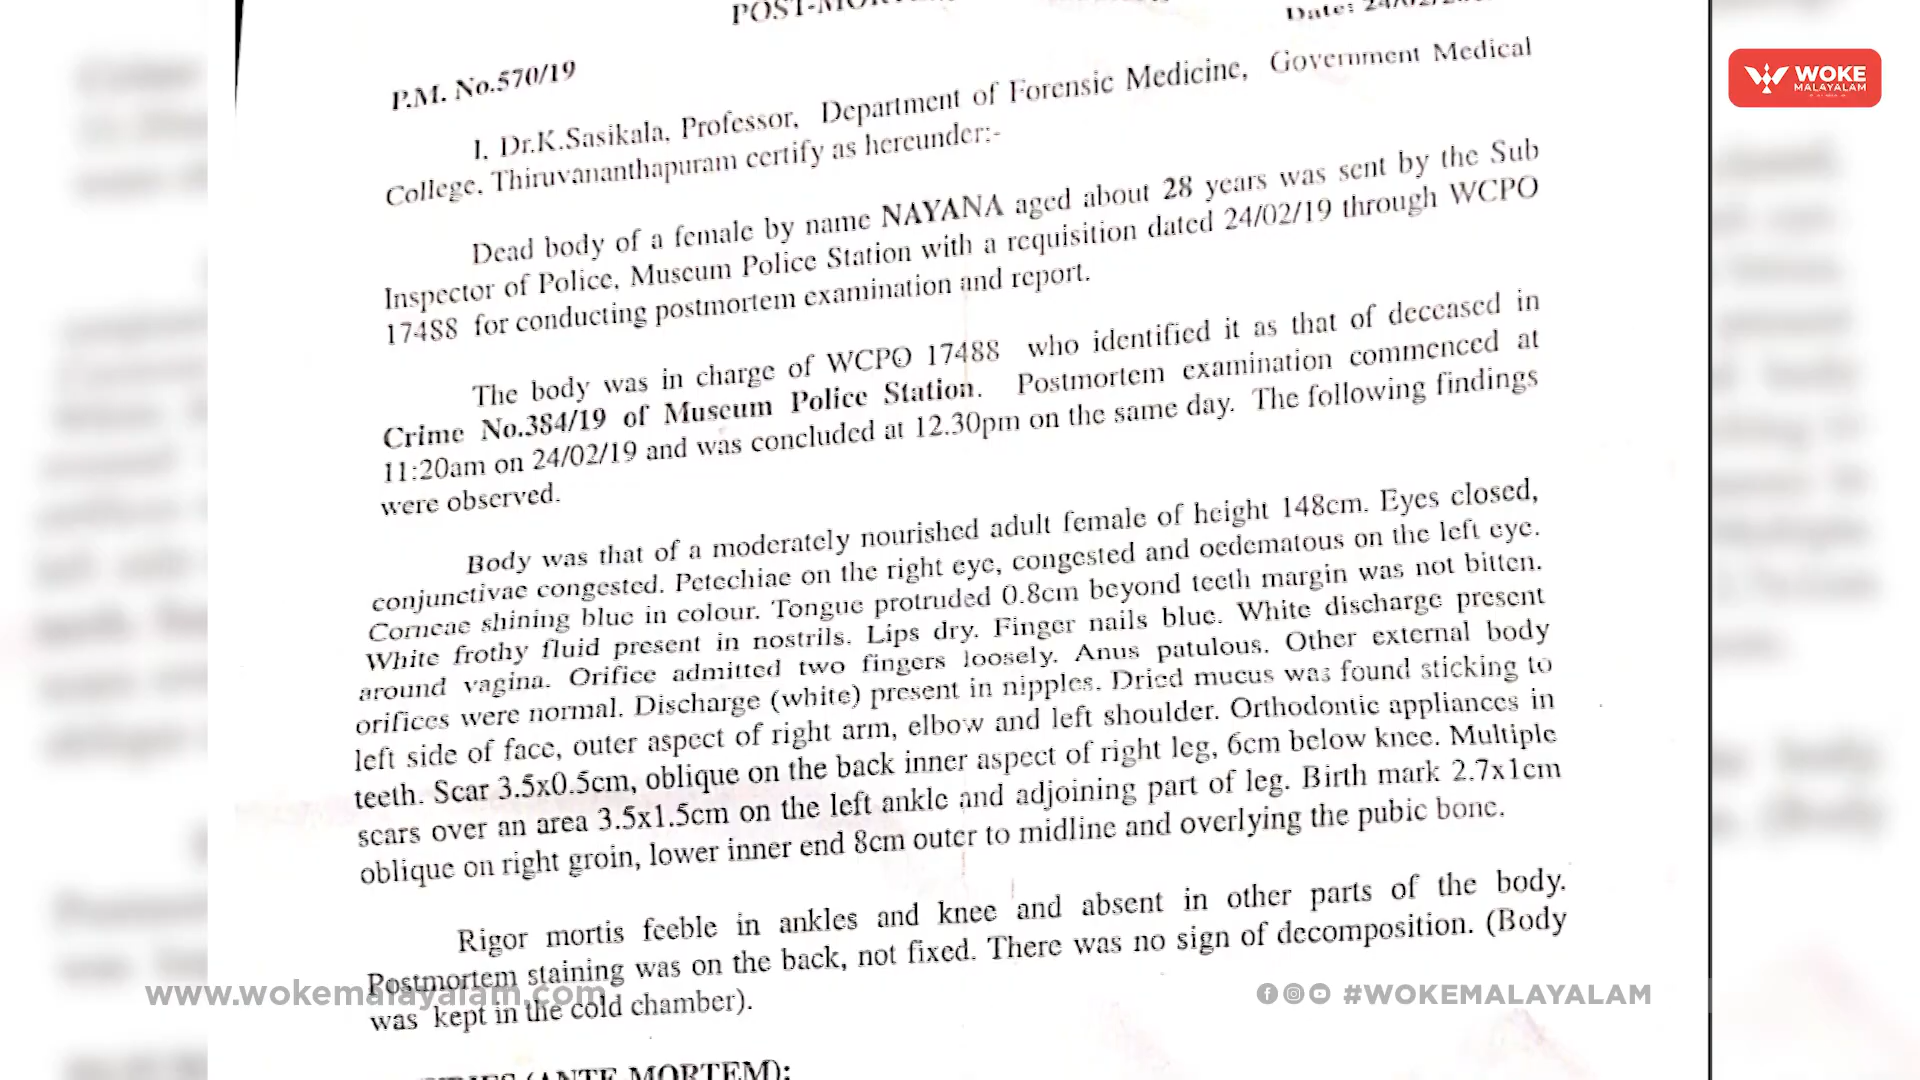 POST-MORTEM
Date: 24/02/
P.M. No.570/19
I, Dr.K.Sasikala, Professor, Department of Forensic Medicine, Government Medical
College, Thiruvananthapuram certify as hereunder:-
Dead body of a female by name NAYANA aged about 28 years was sent by the Sub
Inspector of Police, Museum Police Station with a requisition dated 24/02/19 through WCPO
17488 for conducting postmortem examination and report.
The body was in charge of WCPO 17488 who identified it as that of deceased in
Crime No.384/19 of Museum Police Station. Postmortem examination commenced at
11:20am on 24/02/19 and was concluded at 12.30pm on the same day. The following findings
were observed.
Body was that of a moderately nourished adult female of height 148cm. Eyes closed,
conjunctivae congested. Petechiae on the right eye, congested and oedematous on the left eye.
Corneae shining blue in colour. Tongue protruded 0.8cm beyond teeth margin was not bitten.
White frothy fluid present in nostrils. Lips dry. Finger nails blue. White discharge present
around vagina. Orifice admitted two fingers loosely. Anus patulous. Other external body
orifices were normal. Discharge (white) present in nipples. Dried mucus was found sticking to
left side of face, outer aspect of right arm, elbow and left shoulder. Orthodontic appliances in
teeth. Scar 3.5x0.5cm, oblique on the back inner aspect of right leg, 6cm below knee. Multiple
scars over an area 3.5x1.5cm on the left ankle and adjoining part of leg. Birth mark 2.7x1cm
oblique on right groin, lower inner end 8cm outer to midline and overlying the pubic bone.
Rigor mortis feeble in ankles and knee and absent in other parts of the body.
Postmortem staining was on the back, not fixed. There was no sign of decomposition. (Body
was kept in the cold chamber).
(ANTE MORTEM):
WOKE
MALAYALAM
www.wokemalayalam.com
#WOKEMALAYALAM